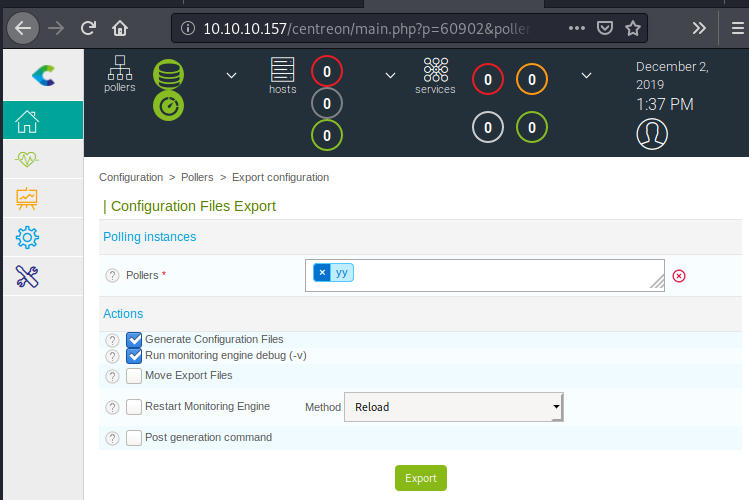 10.10.10.157/centreon/main.php?p=60902&poller
pollers
hosts
0
0
0
services
0
0
0
0
December 2,
2019
1:37 PM
Configuration > Pollers > Export configuration
| Configuration Files Export
Polling instances
? Pollers *
× yy
Actions
? Generate Configuration Files
? Run monitoring engine debug (-v)
? Move Export Files
? Restart Monitoring Engine Method Reload
? Post generation command
Export